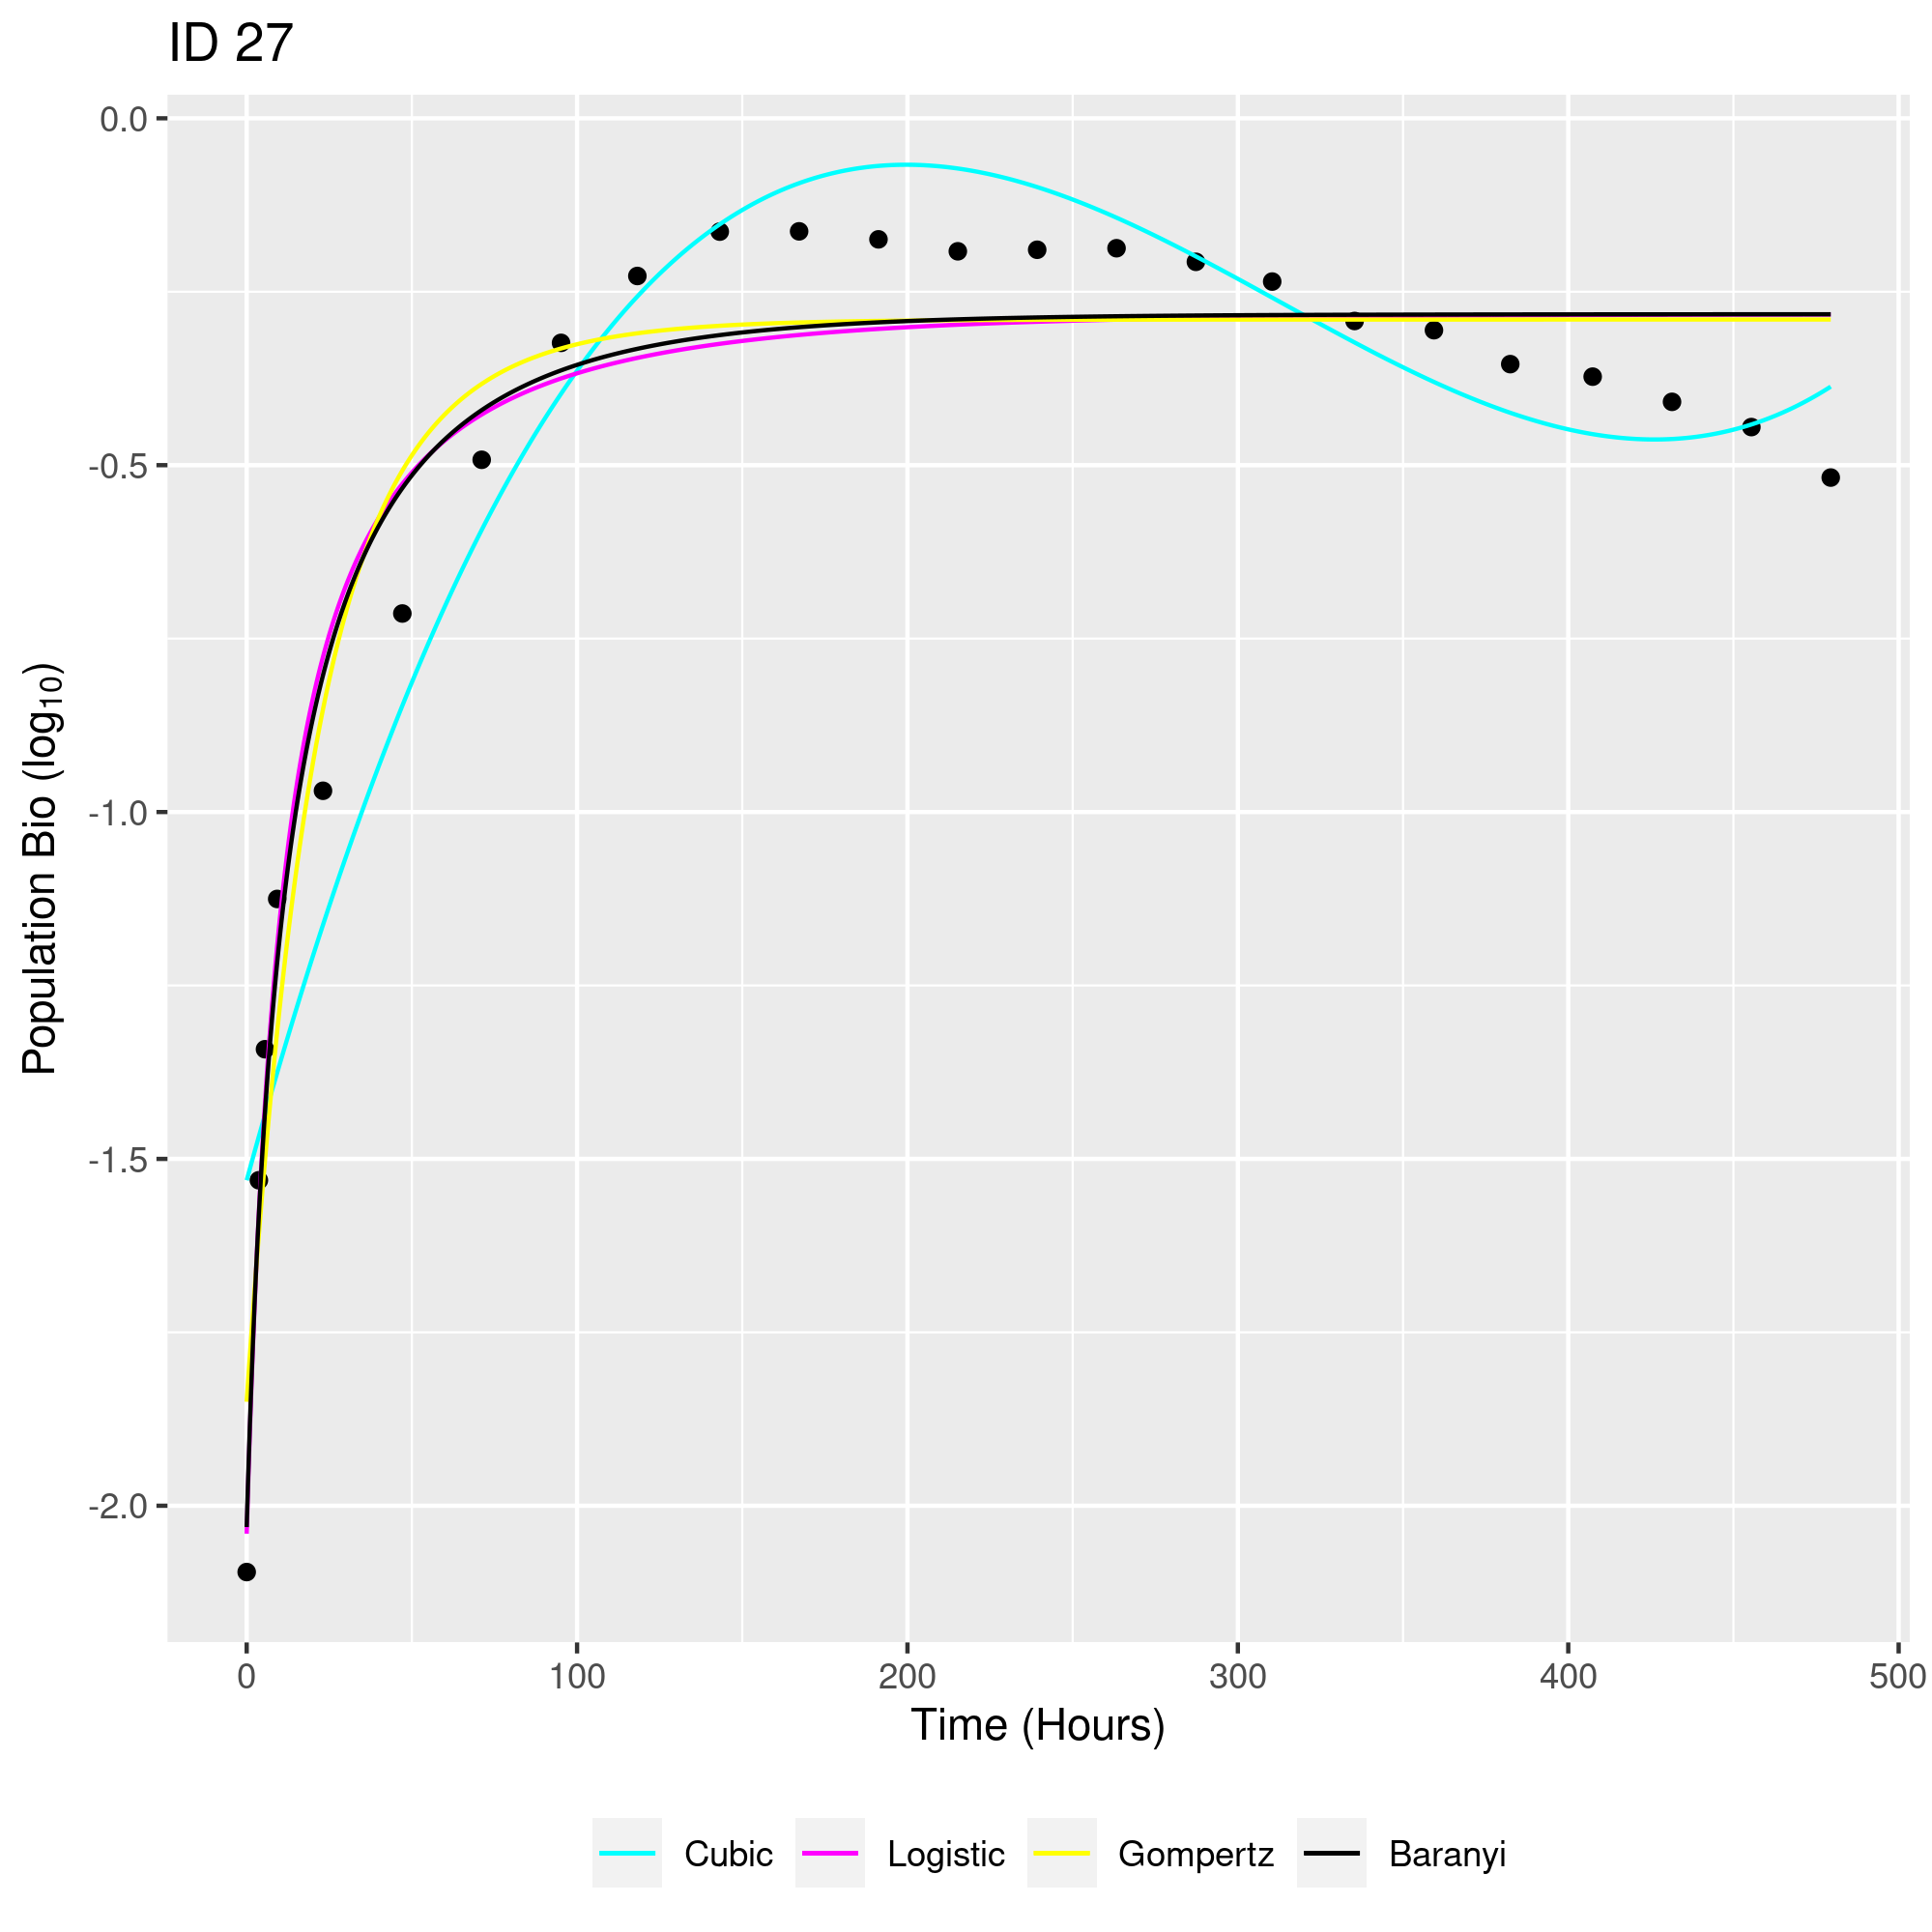 ID 27
0.0
-0.5
-1.0
-1.5
-2.0
Population Bio (log₁₀)
0 100 200 300 400 500
Time (Hours)
Cubic Logistic Gompertz Baranyi